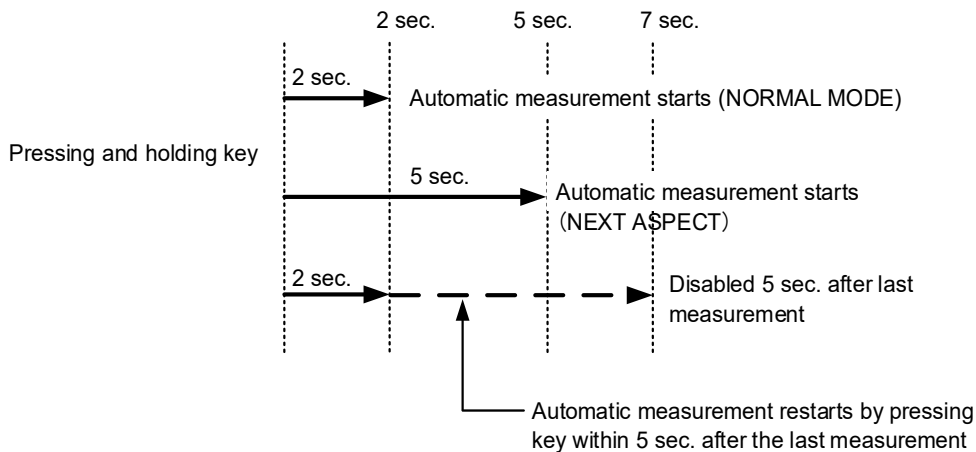 2 sec.
5 sec.
7 sec.
2 sec.
Automatic measurement starts (NORMAL MODE)
Pressing and holding key
5 sec.
Automatic measurement starts
(NEXT ASPECT）
2 sec.
Disabled 5 sec. after last
measurement
Automatic measurement restarts by pressing
key within 5 sec. after the last measurement